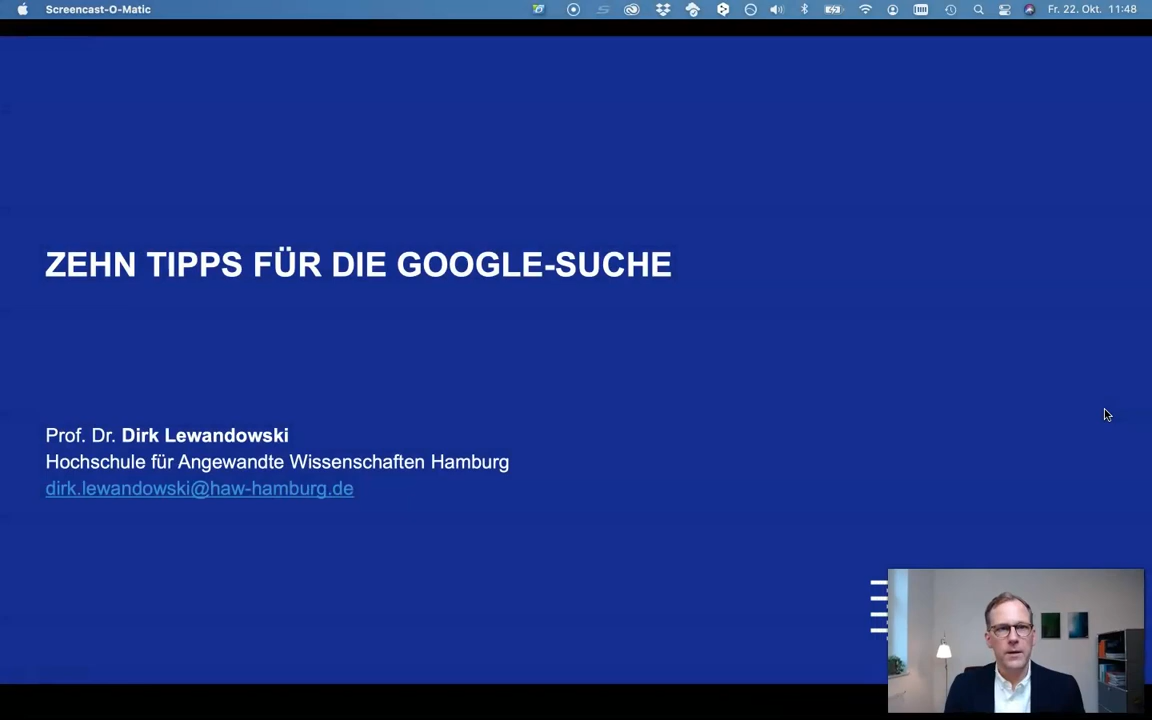 Screencast-O-Matic
Fr. 22. Okt. 11:48
ZEHN TIPPS FÜR DIE GOOGLE-SUCHE
Prof. Dr. Dirk Lewandowski
Hochschule für Angewandte Wissenschaften Hamburg
dirk.lewandowski@haw-hamburg.de